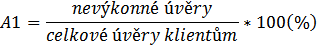 A1 = nevýkonné úvěry / celkové úvěry klientům * 100(%)